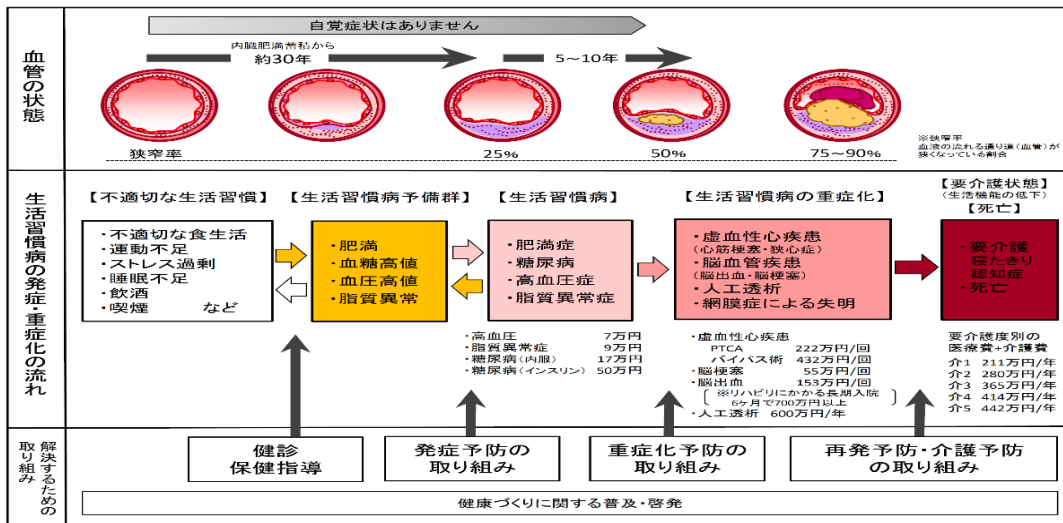 血管の状態
自覚症状はありません
内臓肥満蓄積から
約30年
5～10年
狭窄率
25%
50%
75～90%
※狭窄率
血液の流れる通り道(血管)が
狭くなっている割合
生活習慣病の発症・重症化の流れ
【不適切な生活習慣】
・不適切な食生活
・運動不足
・ストレス過剰
・睡眠不足
・飲酒
・喫煙 など
【生活習慣病予備群】
・肥満
・血糖高値
・血圧高値
・脂質異常
【生活習慣病】
・肥満症
・糖尿病
・高血圧症
・脂質異常症
・高血圧 7万円
・脂質異常症 9万円
・糖尿病(内服) 17万円
・糖尿病(インスリン) 50万円
【生活習慣病の重症化】
・虚血性心疾患
(心筋梗塞・狭心症)
・脳血管疾患
(脳出血・脳梗塞)
・人工透析
・網膜症による失明
・虚血性心疾患
PTCA 222万円/回
バイパス術 432万円/回
・脳梗塞 55万円/回
・脳出血 153万円/回
※リハビリにかかる長期入院
6ヶ月で700万円以上
・人工透析 600万円/年
【要介護状態】
(生活機能の低下)
【死亡】
・要介護
寝たきり
認知症
・死亡
要介護度別の
医療費+介護費
介1 211万円/年
介2 280万円/年
介3 365万円/年
介4 414万円/年
介5 442万円/年
解決するための
取り組み
健診
保健指導
発症予防の
取り組み
重症化予防の
取り組み
再発予防・介護予防
の取り組み
健康づくりに関する普及・啓発